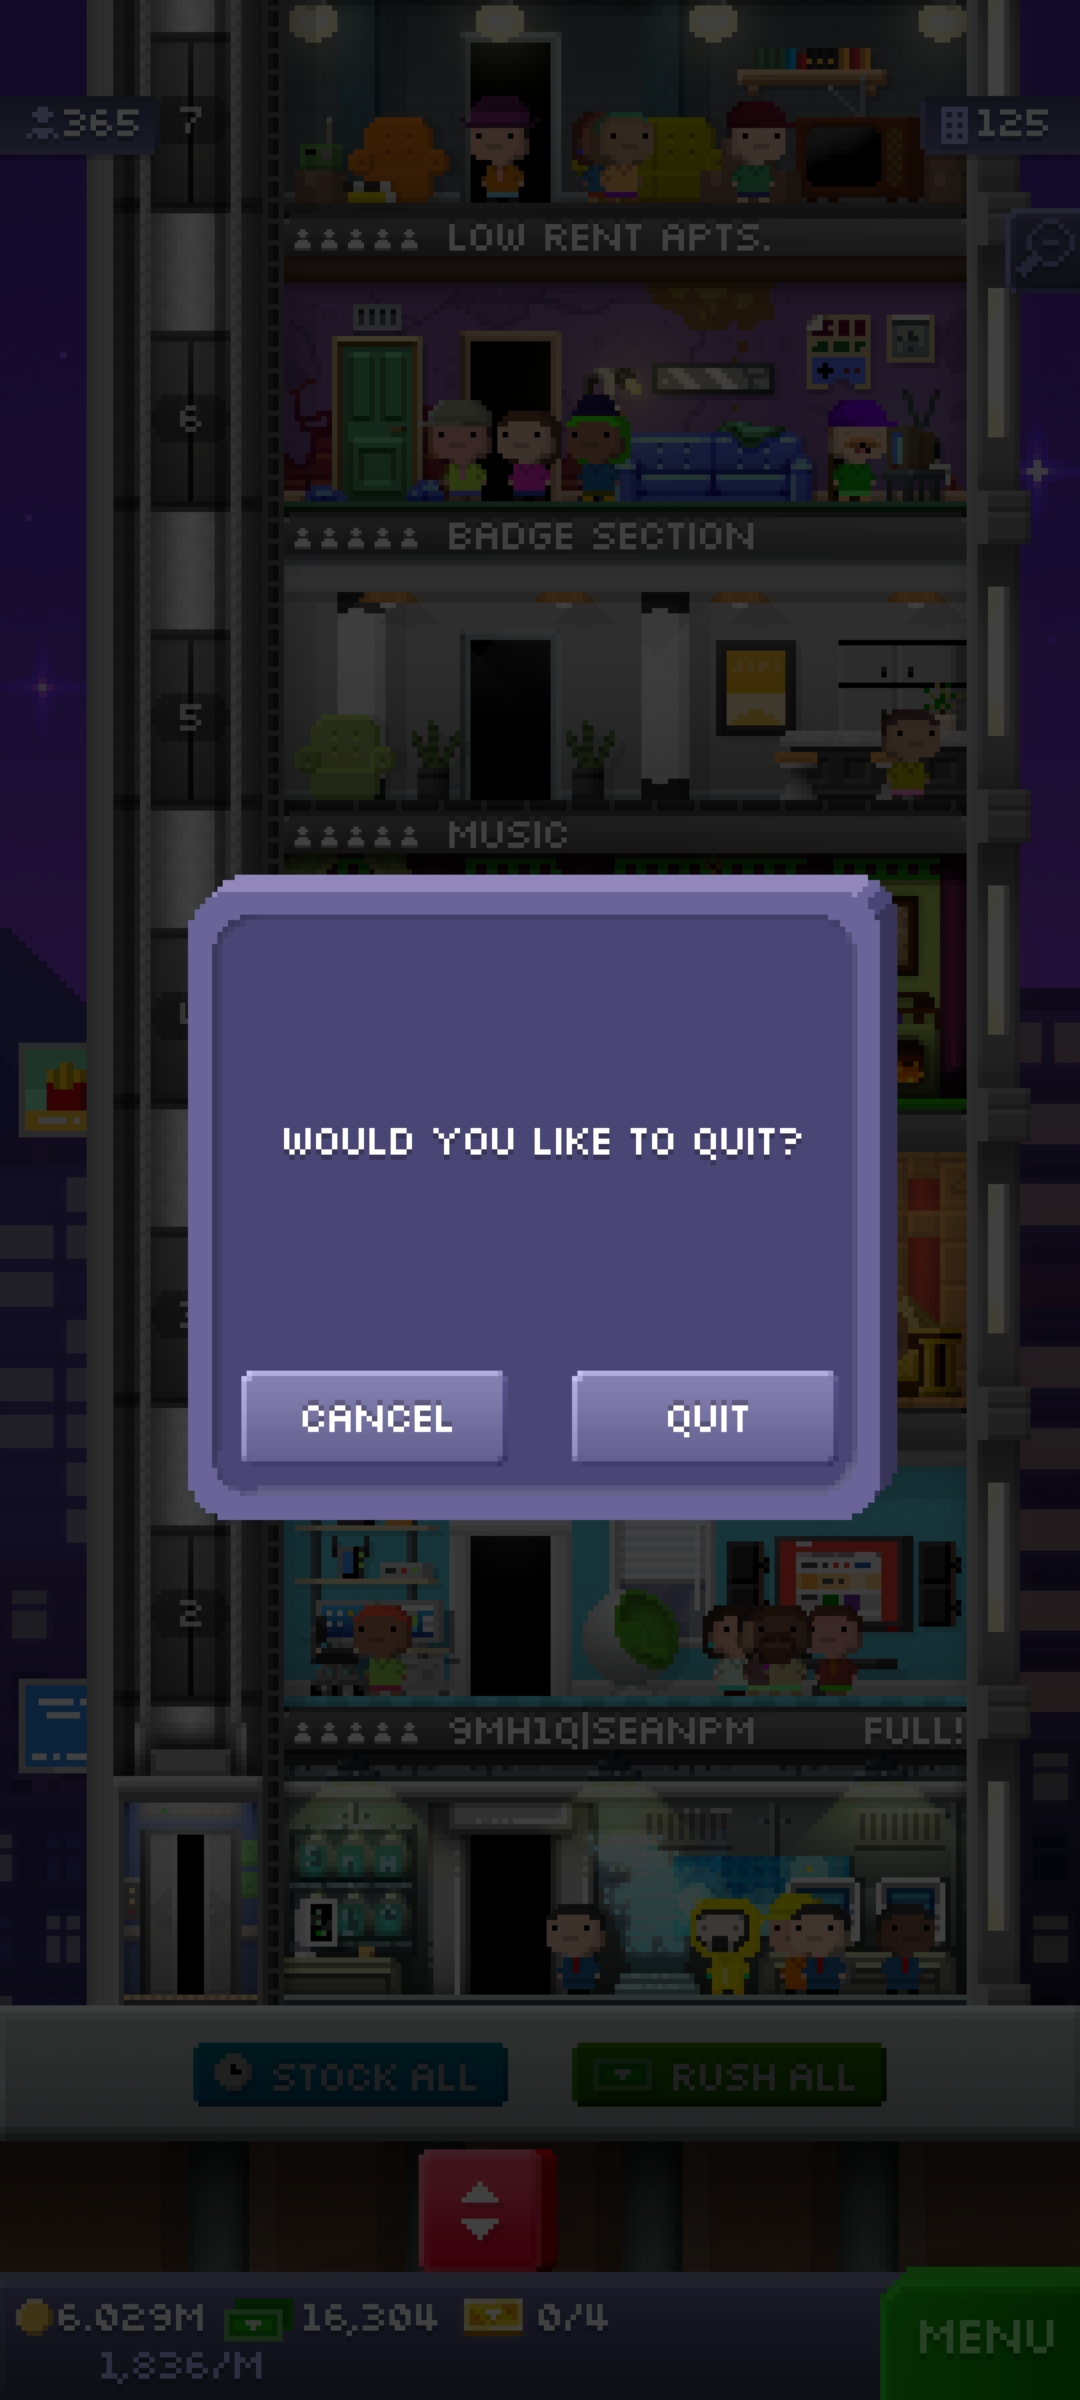 365
7
125
LOW RENT APTS.
6
BADGE SECTION
5
MUSIC
WOULD YOU LIKE TO QUIT?
CANCEL
QUIT
2
9MH1Q|SEANPM
FULL!
STOCK ALL
RUSH ALL
6.029M
16,304
0/4
1,836/M
MENU